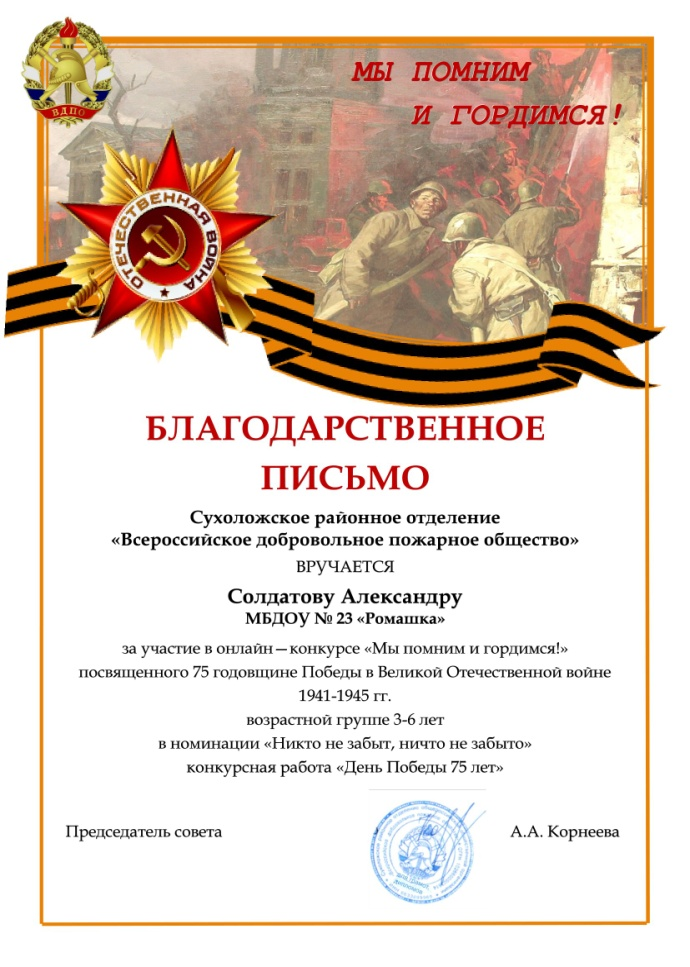 ВДПО
МЫ ПОМНИМ
И ГОРДИМСЯ!
ОТЕЧЕСТВЕННАЯ ВОЙНА
БЛАГОДАРСТВЕННОЕ
ПИСЬМО
Сухоложское районное отделение
«Всероссийское добровольное пожарное общество»
ВРУЧАЕТСЯ
Солдатову Александру
МБДОУ № 23 «Ромашка»
за участие в онлайн—конкурсе «Мы помним и гордимся!»
посвященного 75 годовщине Победы в Великой Отечественной войне
1941-1945 гг.
возрастной группе 3-6 лет
в номинации «Никто не забыт, ничто не забыто»
конкурсная работа «День Победы 75 лет»
Председатель совета
А.А. Корнеева